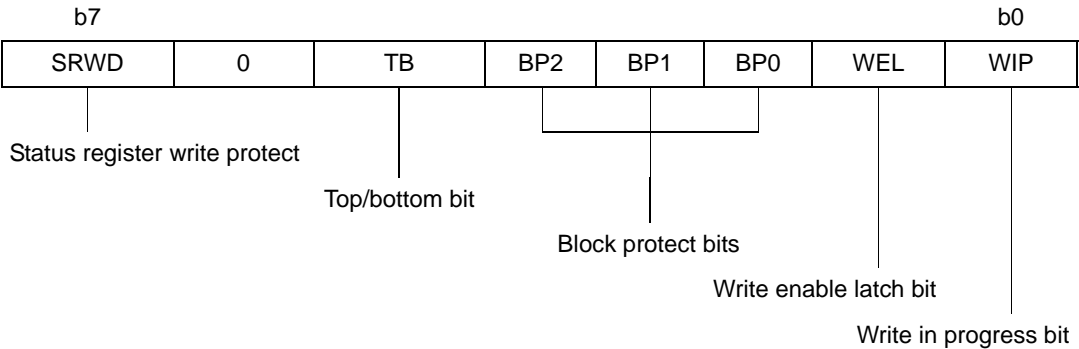 b7 b0
SRWD 0 TB BP2 BP1 BP0 WEL WIP
Status register write protect
Top/bottom bit
Block protect bits
Write enable latch bit
Write in progress bit